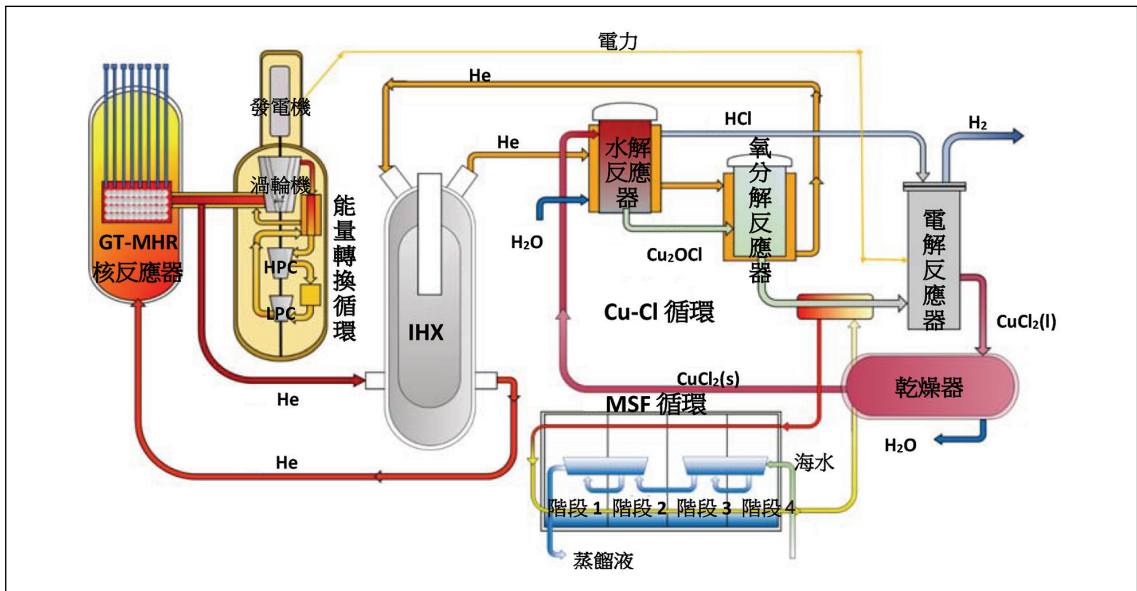 電力
He
發電機
渦輪機
HPC
LPC
能量轉換循環
GT-MHR
核反應器
He
HCl
H₂
水解反應器
氧分解反應器
電解反應器
H₂O
Cu₂OCl
Cu-Cl 循環
IHX
CuCl₂(l)
He
CuCl₂(s)
乾燥器
MSF 循環
H₂O
He
海水
階段 1
階段 2
階段 3
階段 4
蒸餾液